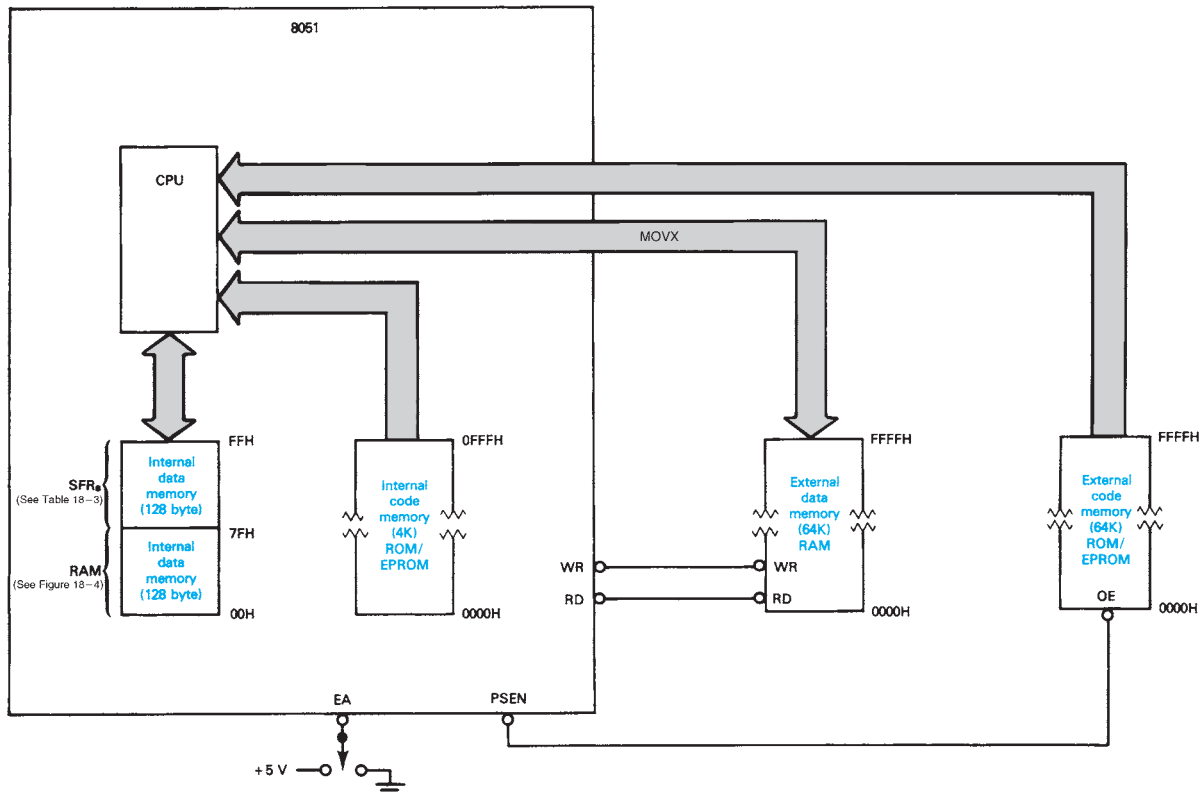 8051
CPU
MOVX
FFH
0FFFH
FFFFH
FFFFH
SFRs
(See Table 18–3)
Internal
data
memory
(128 byte)
7FH
RAM
(See Figure 18–4)
Internal
data
memory
(128 byte)
00H
Internal
code
memory
(4K)
ROM/
EPROM
0000H
External
data
memory
(64K)
RAM
WR
WR
RD
RD
0000H
External
code
memory
(64K)
ROM/
EPROM
OE
0000H
EA
PSEN
+5 V